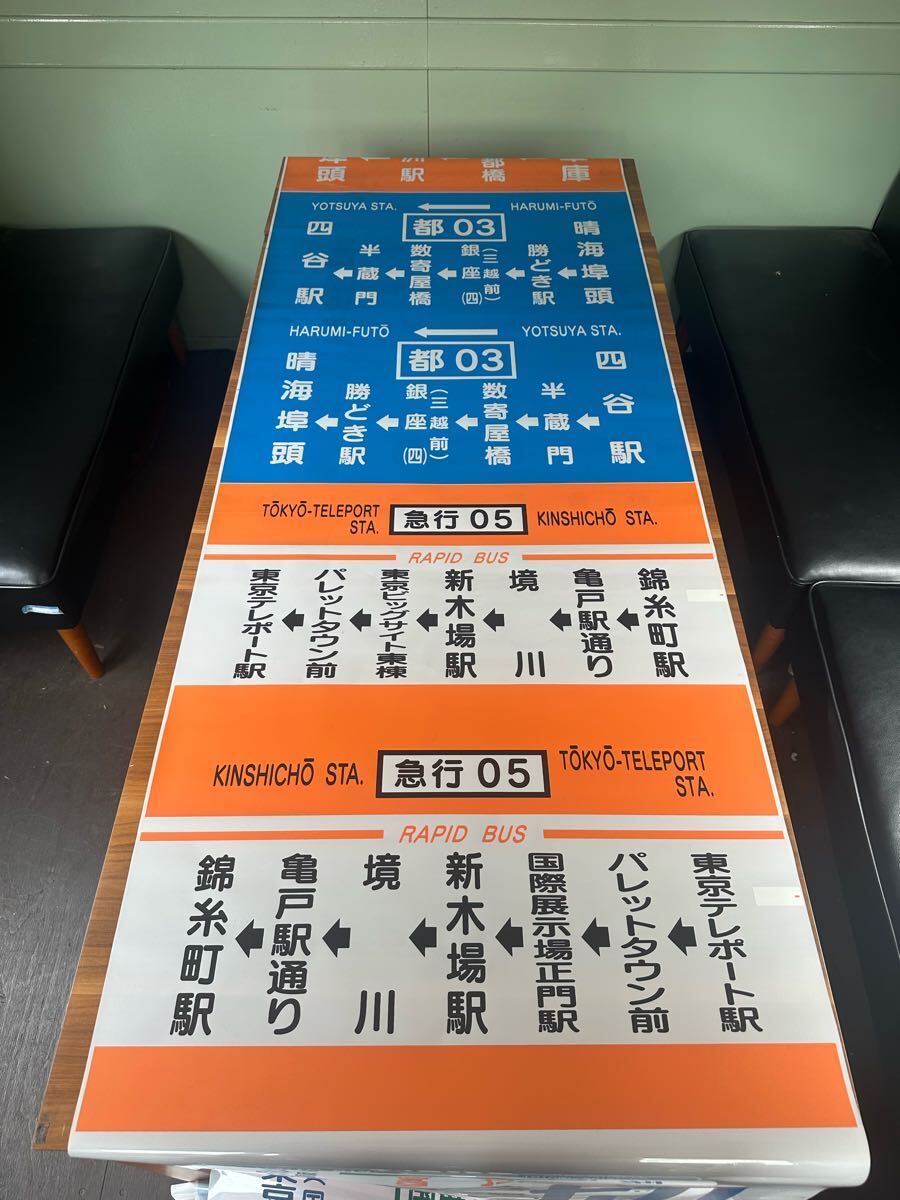 頭 駅 橋 庫
YOTSUYA STA. ← HARUMI-FUTŌ
都 03
四谷駅 ← 半蔵門 ← 数寄屋橋 ← 銀座(四)(三越前) ← 勝どき駅 ← 晴海埠頭
HARUMI-FUTŌ ← YOTSUYA STA.
都 03
晴海埠頭 ← 勝どき駅 ← 銀座(四)(三越前) ← 数寄屋橋 ← 半蔵門 ← 四谷駅
TŌKYŌ-TELEPORT STA. 急行 05 KINSHICHŌ STA.
RAPID BUS
東京テレポート駅 ← パレットタウン前 ← 東京ビッグサイト東棟 ← 新木場駅 ← 境川 ← 亀戸駅通り ← 錦糸町駅
KINSHICHŌ STA. 急行 05 TŌKYŌ-TELEPORT STA.
RAPID BUS
錦糸町駅 ← 亀戸駅通り ← 境川 ← 新木場駅 ← 国際展示場正門駅 ← パレットタウン前 ← 東京テレポート駅